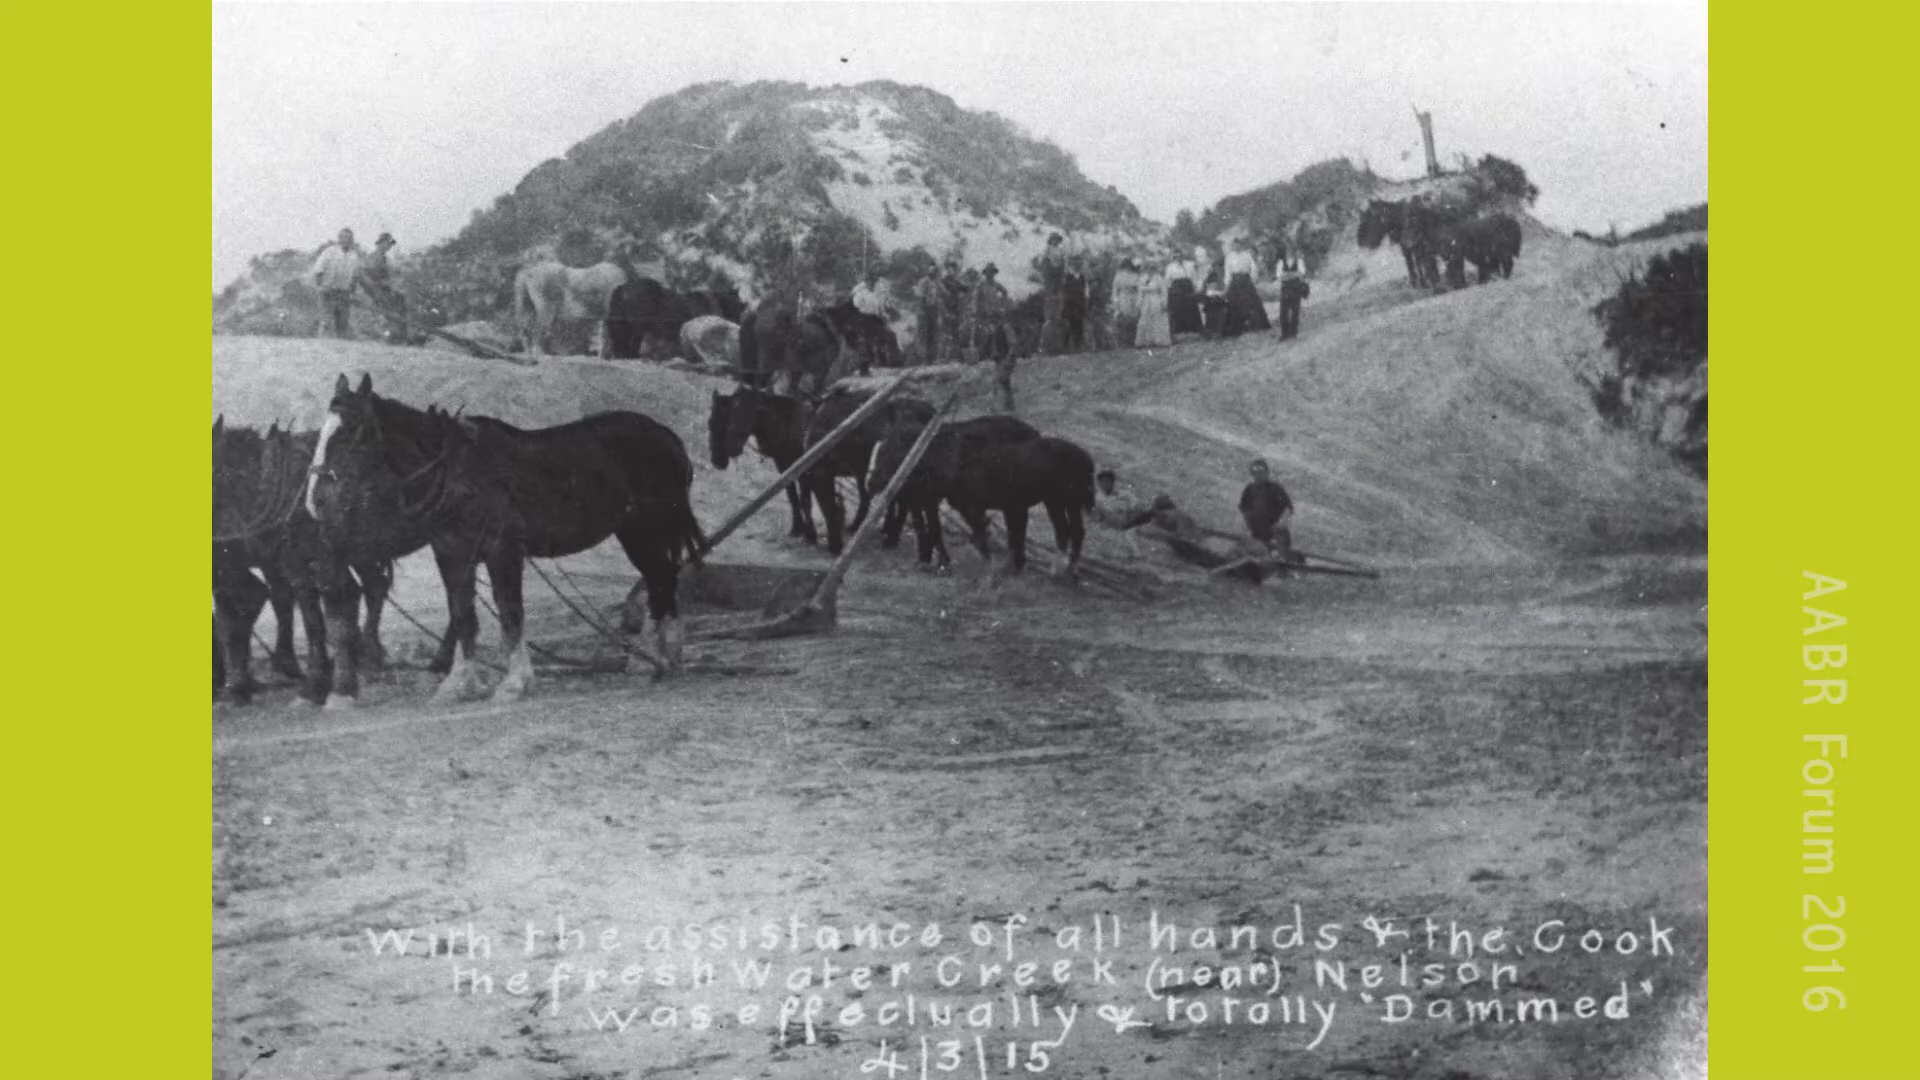 With the assistance of all hands & the Cook
the fresh Water Creek (near) Nelson
was effectually & totally 'Dammed'
4/3/15
AABR Forum 2016